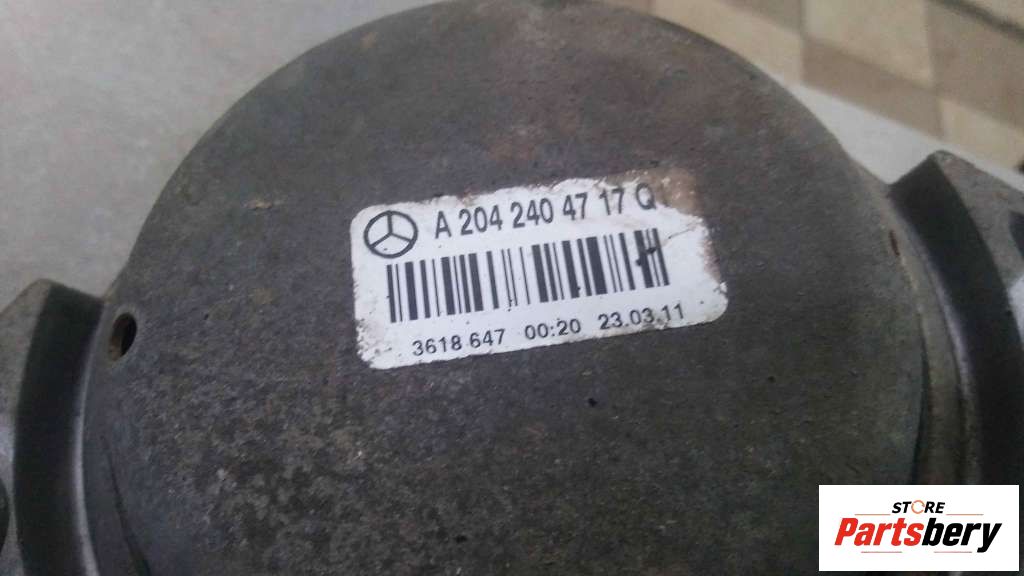 A 204 240 47 17 Q
3618 647 00:20 23.03.11
STORE
Partsbery